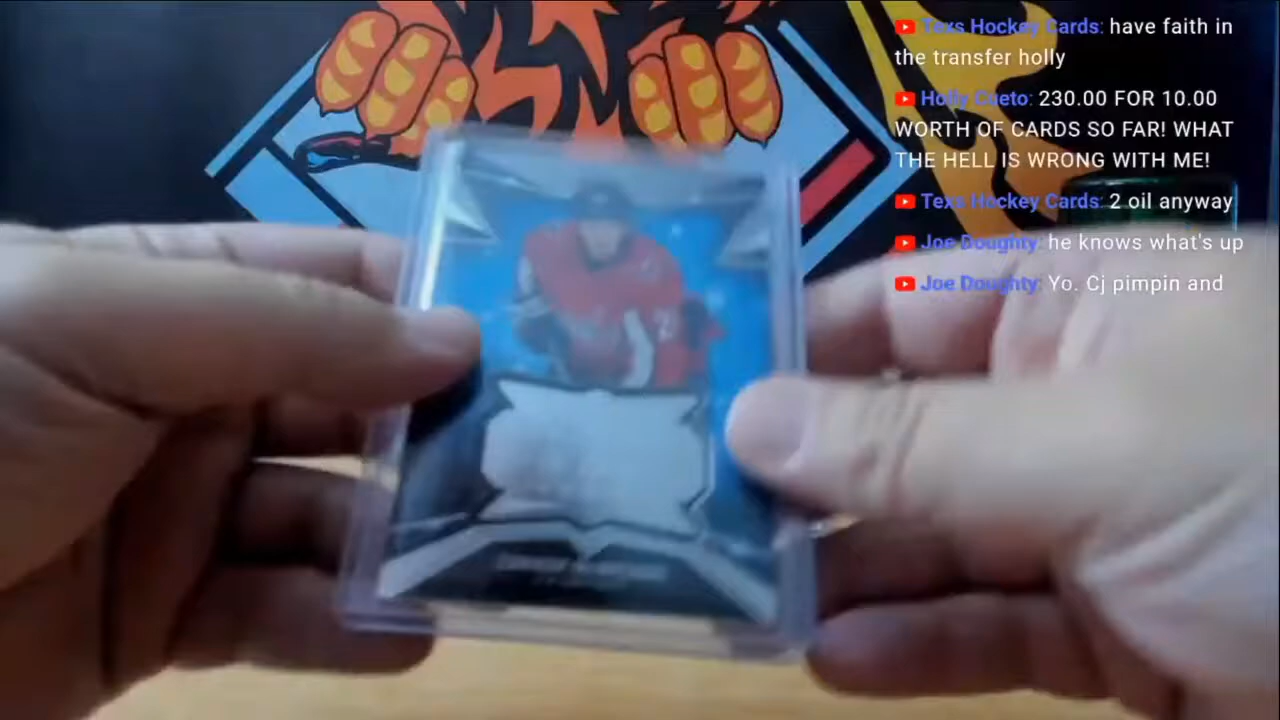 Texs Hockey Cards: have faith in
the transfer holly
Holly Cueto: 230.00 FOR 10.00
WORTH OF CARDS SO FAR! WHAT
THE HELL IS WRONG WITH ME!
Texs Hockey Cards: 2 oil anyway
Joe Doughty: he knows what's up
Joe Doughty: Yo. Cj pimpin and